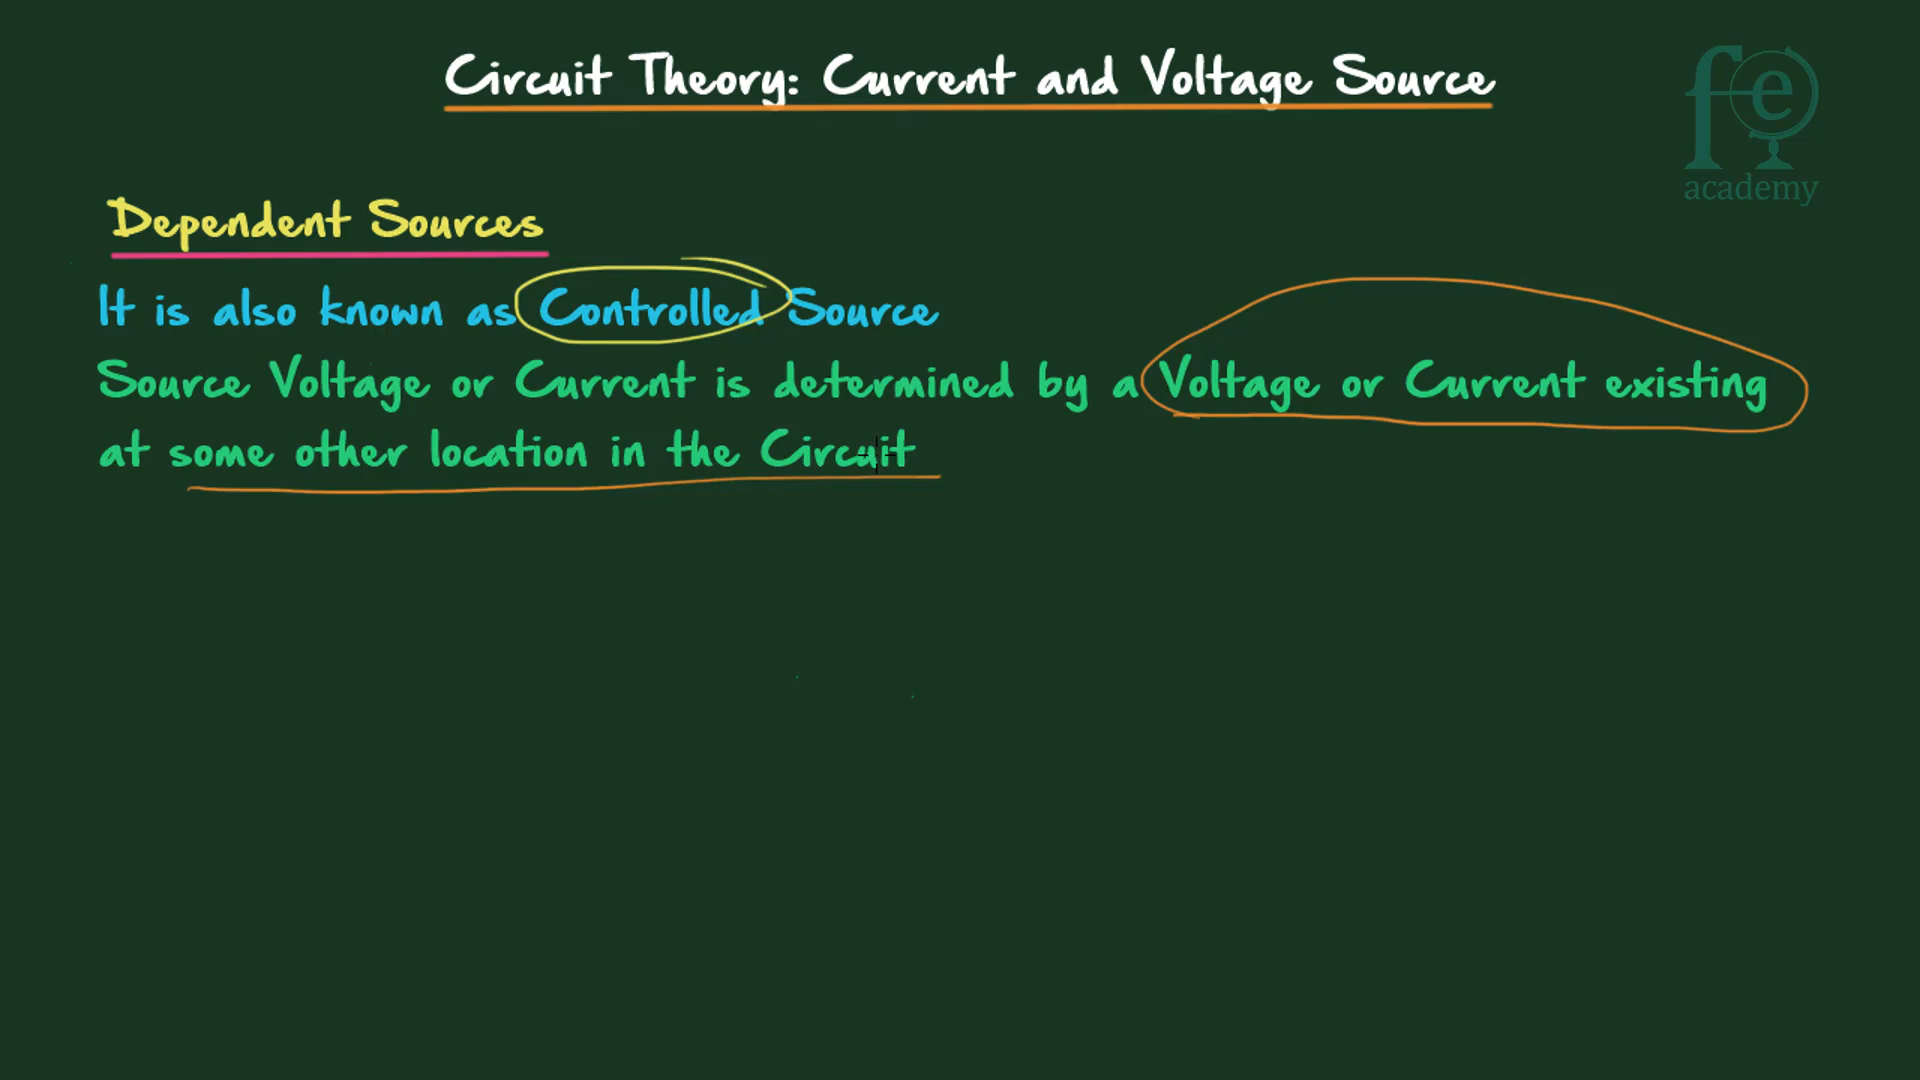 Circuit Theory: Current and Voltage Source
fe
academy
Dependent Sources
It is also known as Controlled Source
Source Voltage or Current is determined by a Voltage or Current existing
at some other location in the Circuit